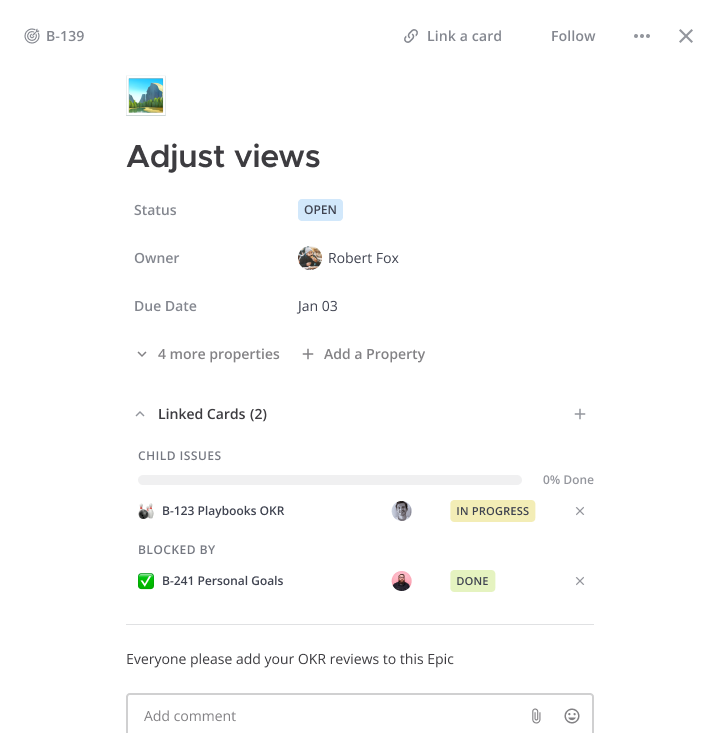 B-139
Link a card
Follow
Adjust views
Status OPEN
Owner Robert Fox
Due Date Jan 03
4 more properties
Add a Property
Linked Cards (2)
CHILD ISSUES
0% Done
B-123 Playbooks OKR IN PROGRESS
BLOCKED BY
B-241 Personal Goals DONE
Everyone please add your OKR reviews to this Epic
Add comment